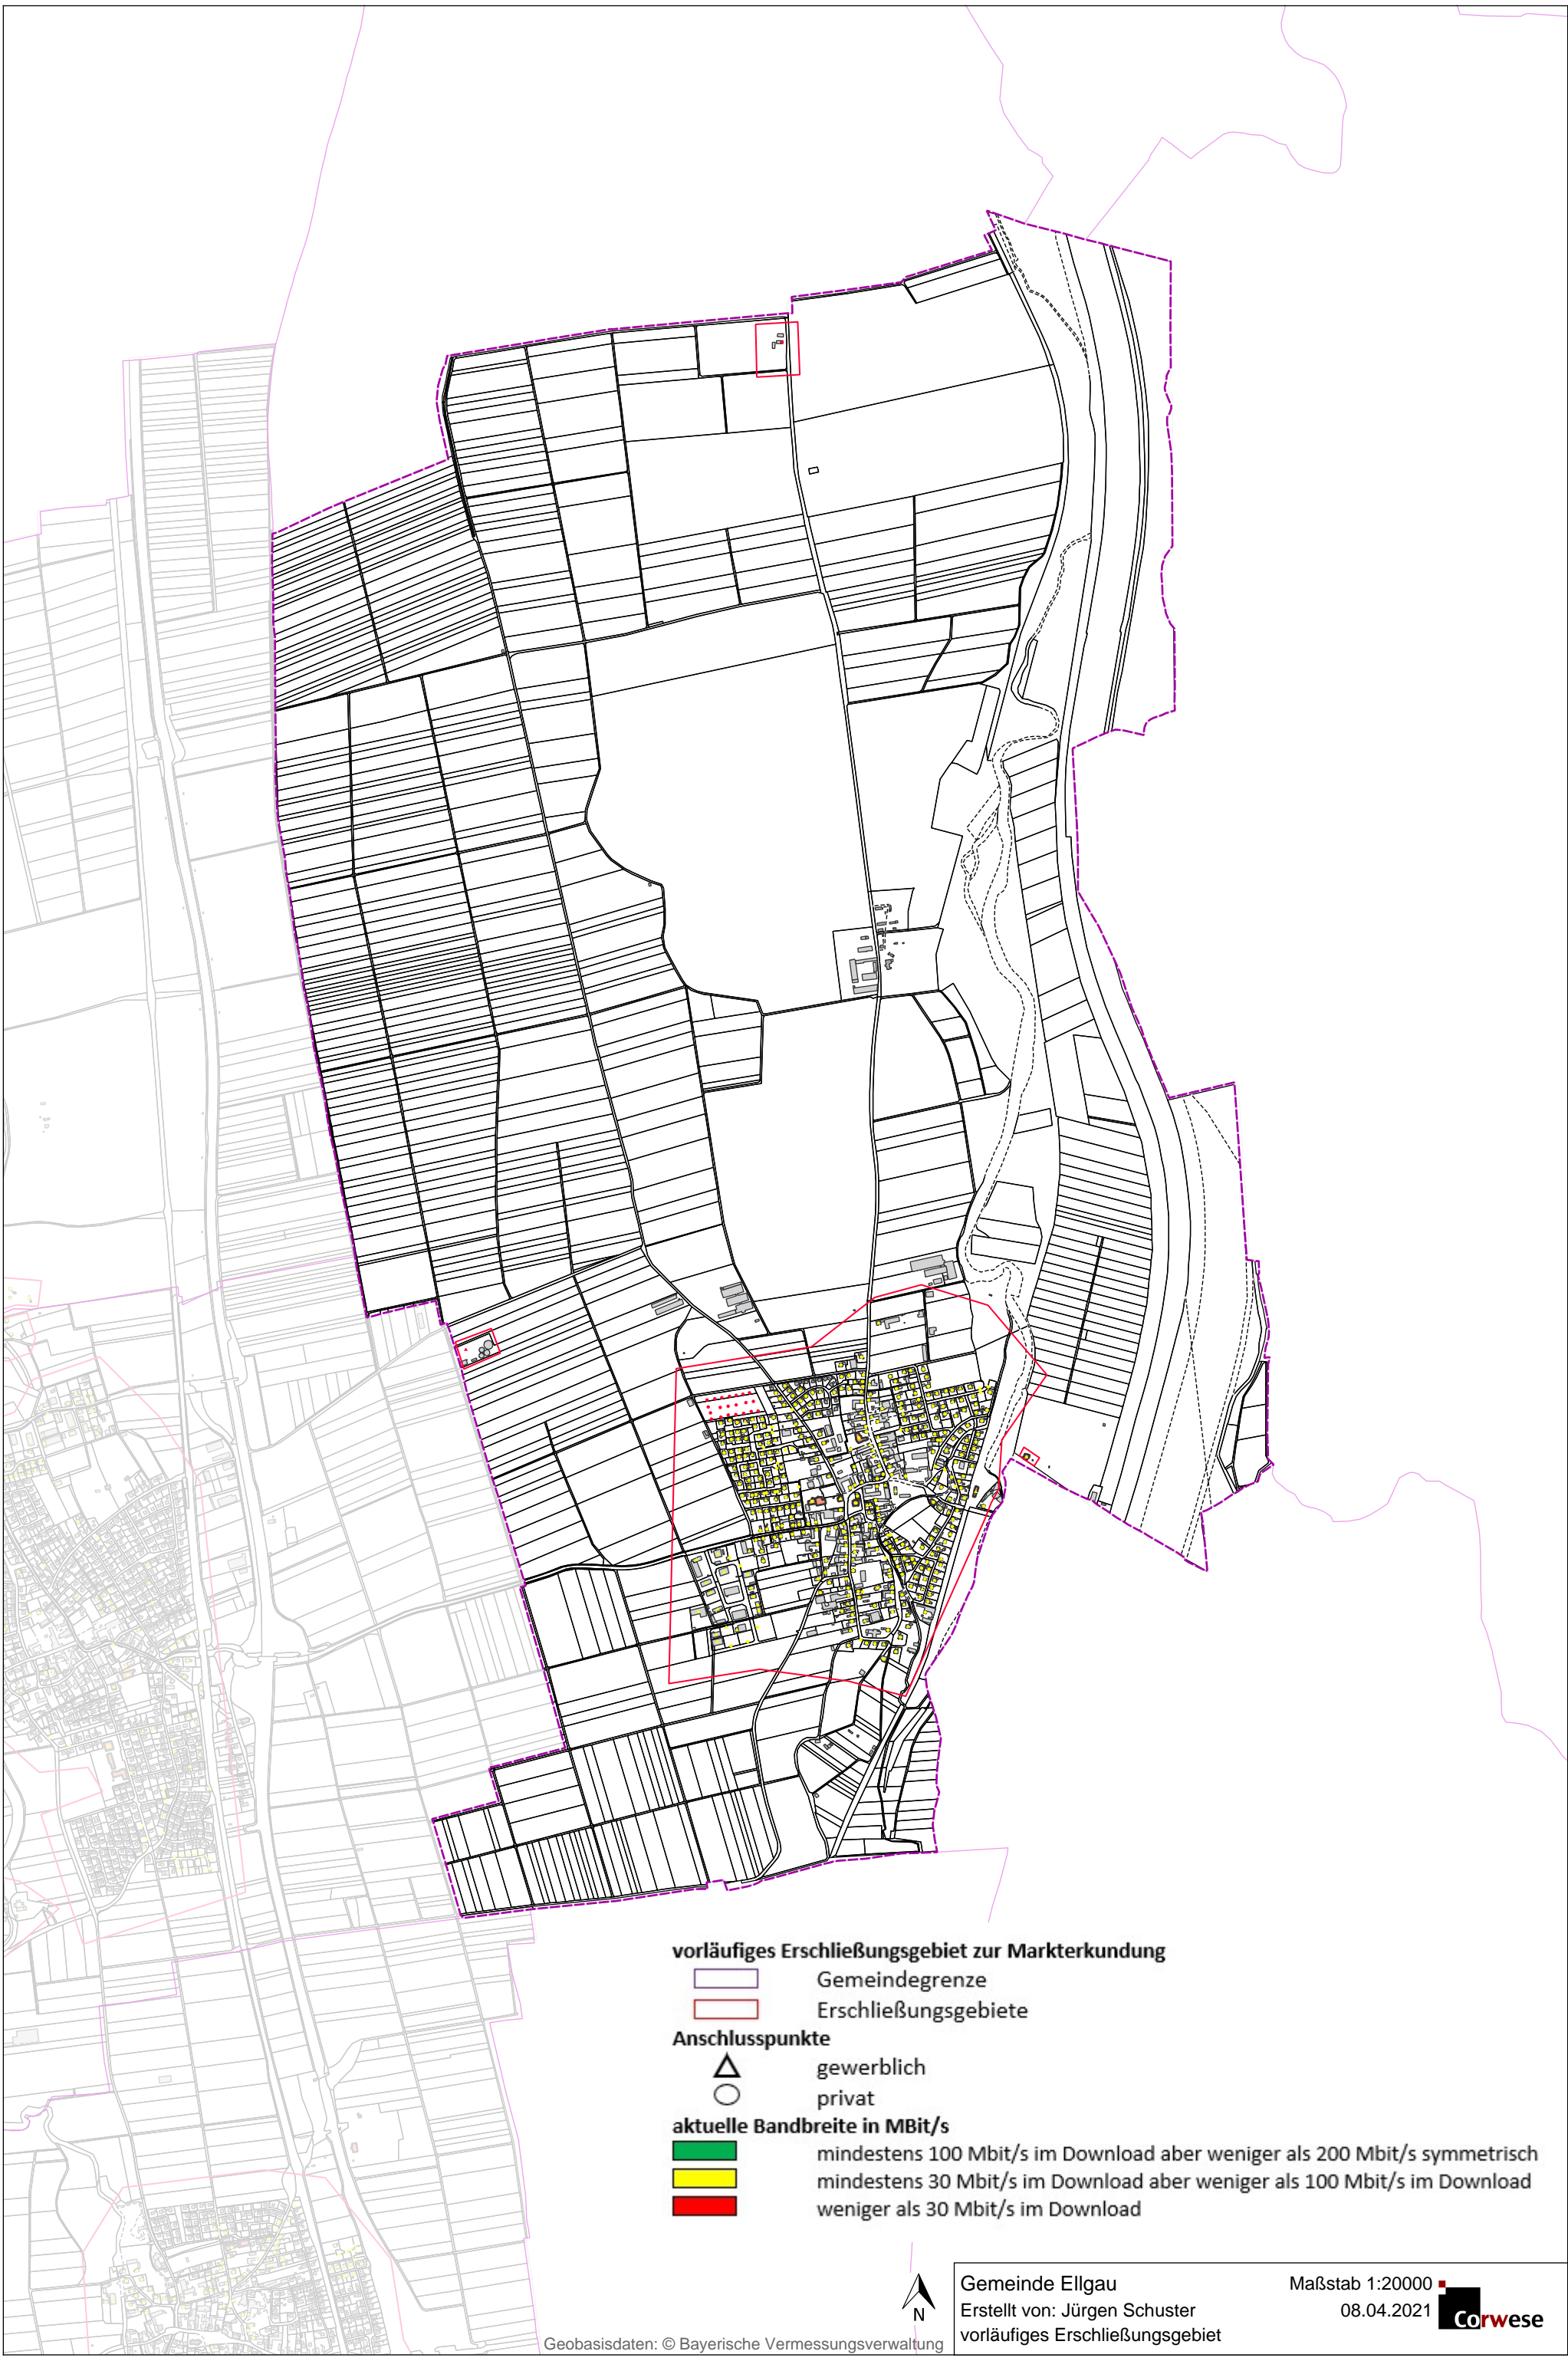 vorläufiges Erschließungsgebiet zur Markterkundung
Gemeindegrenze
Erschließungsgebiete
Anschlusspunkte
gewerblich
privat
aktuelle Bandbreite in MBit/s
mindestens 100 Mbit/s im Download aber weniger als 200 Mbit/s symmetrisch
mindestens 30 Mbit/s im Download aber weniger als 100 Mbit/s im Download
weniger als 30 Mbit/s im Download
N
Geobasisdaten: © Bayerische Vermessungsverwaltung
Gemeinde Ellgau
Erstellt von: Jürgen Schuster
vorläufiges Erschließungsgebiet
Maßstab 1:20000
08.04.2021
Corwese